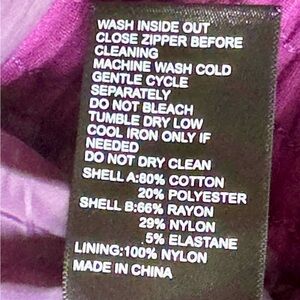 WASH INSIDE OUT
CLOSE ZIPPER BEFORE
CLEANING
MACHINE WASH COLD
GENTLE CYCLE
SEPARATELY
DO NOT BLEACH
TUMBLE DRY LOW
COOL IRON ONLY IF
NEEDED
DO NOT DRY CLEAN
SHELL A:80% COTTON
20% POLYESTER
SHELL B:66% RAYON
29% NYLON
5% ELASTANE
LINING:100% NYLON
MADE IN CHINA